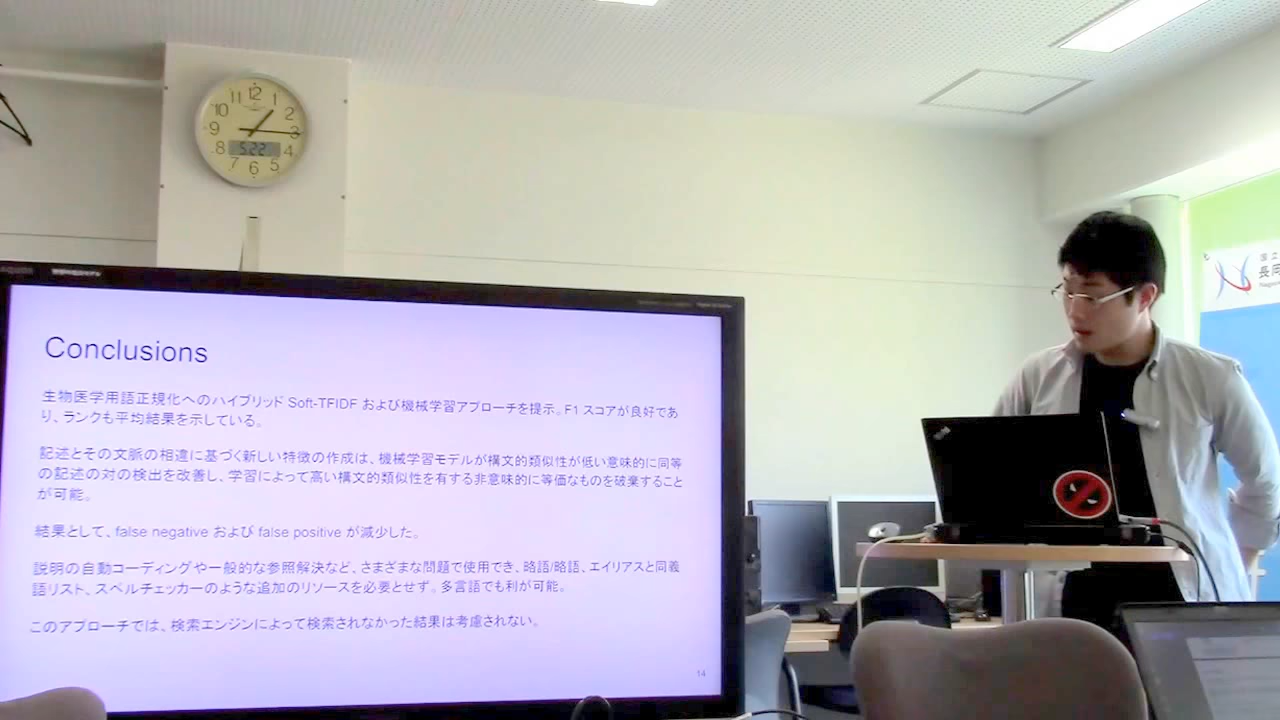 12
1
2
3
4
5
6
7
8
9
10
11
5.22
Conclusions
生物医学用語正規化へのハイブリッド Soft-TFIDF および機械学習アプローチを提示。F1 スコアが良好であ
り、ランクも平均結果を示している。
記述とその文脈の相違に基づく新しい特徴の作成は、機械学習モデルが構文的類似性が低い意味的に同等
の記述の対の検出を改善し、学習によって高い構文的類似性を有する非意味的に等価なものを破棄すること
が可能。
結果として、false negative および false positive が減少した。
説明の自動コーディングや一般的な参照解決など、さまざまな問題で使用でき、略語/略語、エイリアスと同義
語リスト、スペルチェッカーのような追加のリソースを必要とせず。多言語でも利が可能。
このアプローチでは、検索エンジンによって検索されなかった結果は考慮されない。
14
国立
長岡